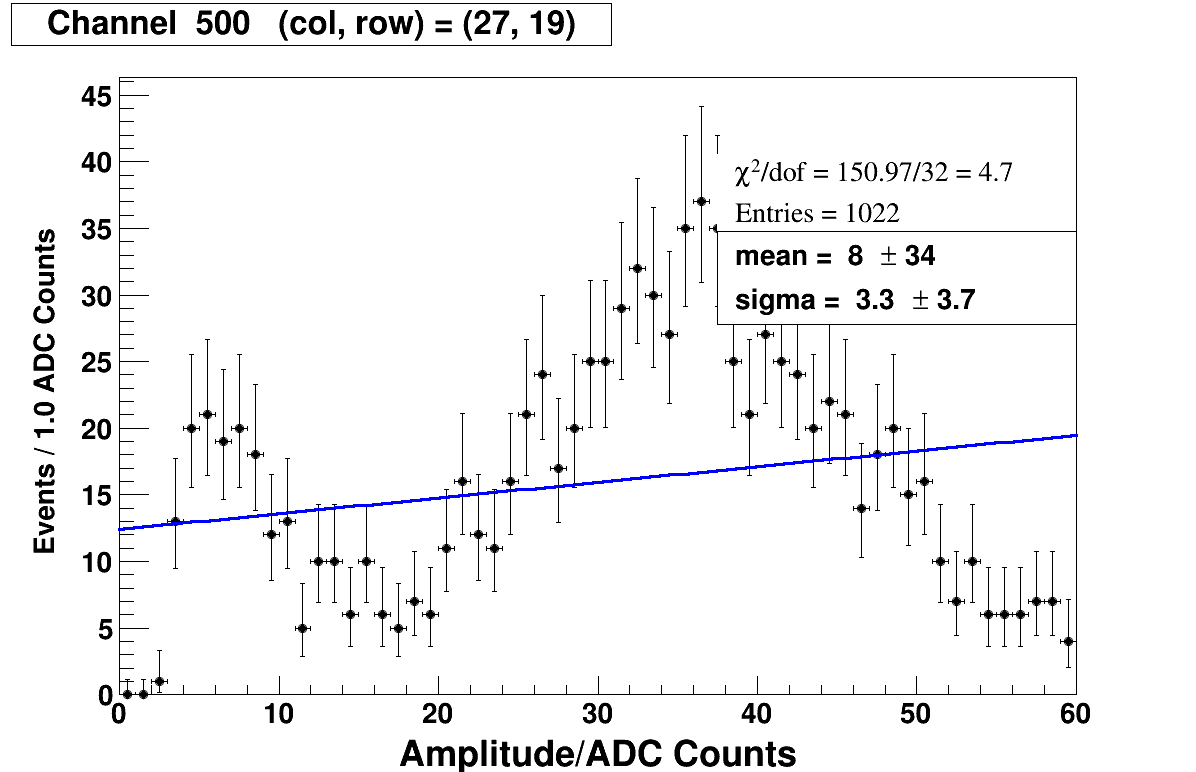 Channel 500 (col, row) = (27, 19)
45
40
35
30
25
20
15
10
5
0
Events / 1.0 ADC Counts
χ²/dof = 150.97/32 = 4.7
Entries = 1022
mean = 8 ± 34
sigma = 3.3 ± 3.7
0 10 20 30 40 50 60
Amplitude/ADC Counts